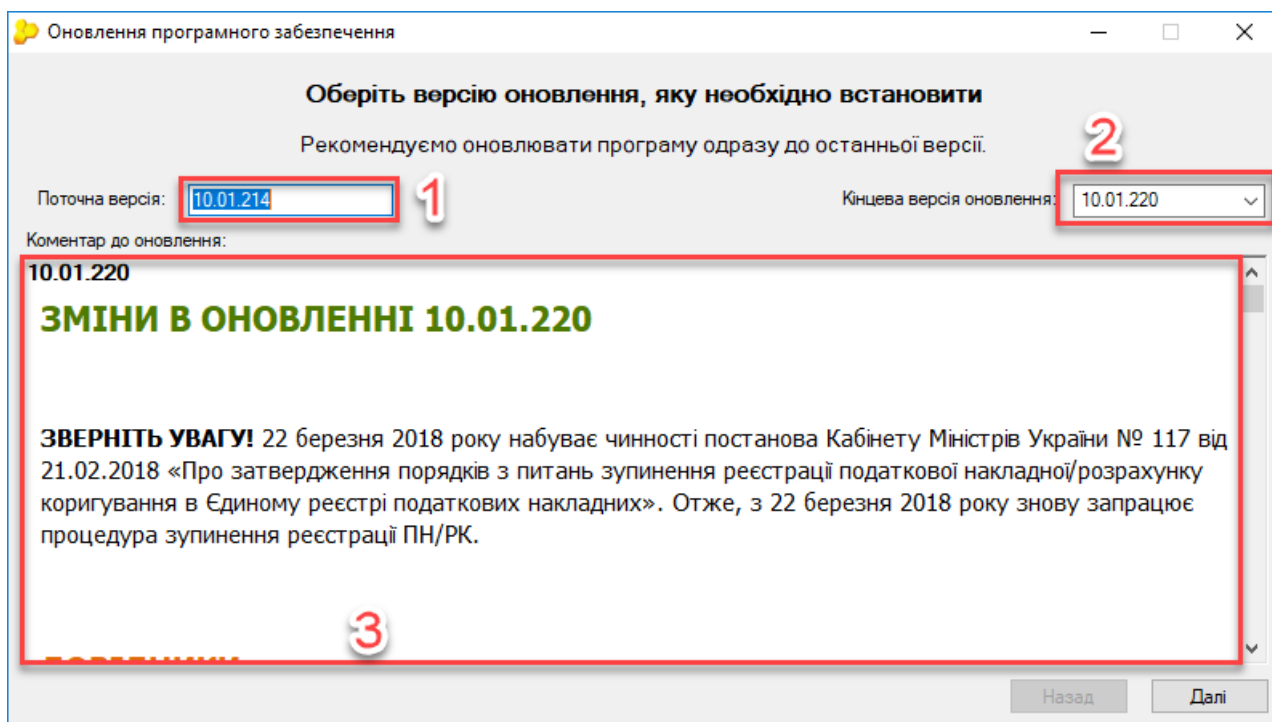 Оновлення програмного забезпечення
Оберіть версію оновлення, яку необхідно встановити
Рекомендуємо оновлювати програму одразу до останньої версії.
2
Поточна версія: 10.01.214 1 Кінцева версія оновлення: 10.01.220
Коментар до оновлення:
10.01.220
ЗМІНИ В ОНОВЛЕННІ 10.01.220
ЗВЕРНІТЬ УВАГУ! 22 березня 2018 року набуває чинності постанова Кабінету Міністрів України № 117 від
21.02.2018 «Про затвердження порядків з питань зупинення реєстрації податкової накладної/розрахунку
коригування в Єдиному реєстрі податкових накладних». Отже, з 22 березня 2018 року знову запрацює
процедура зупинення реєстрації ПН/РК.
3
Назад Далі